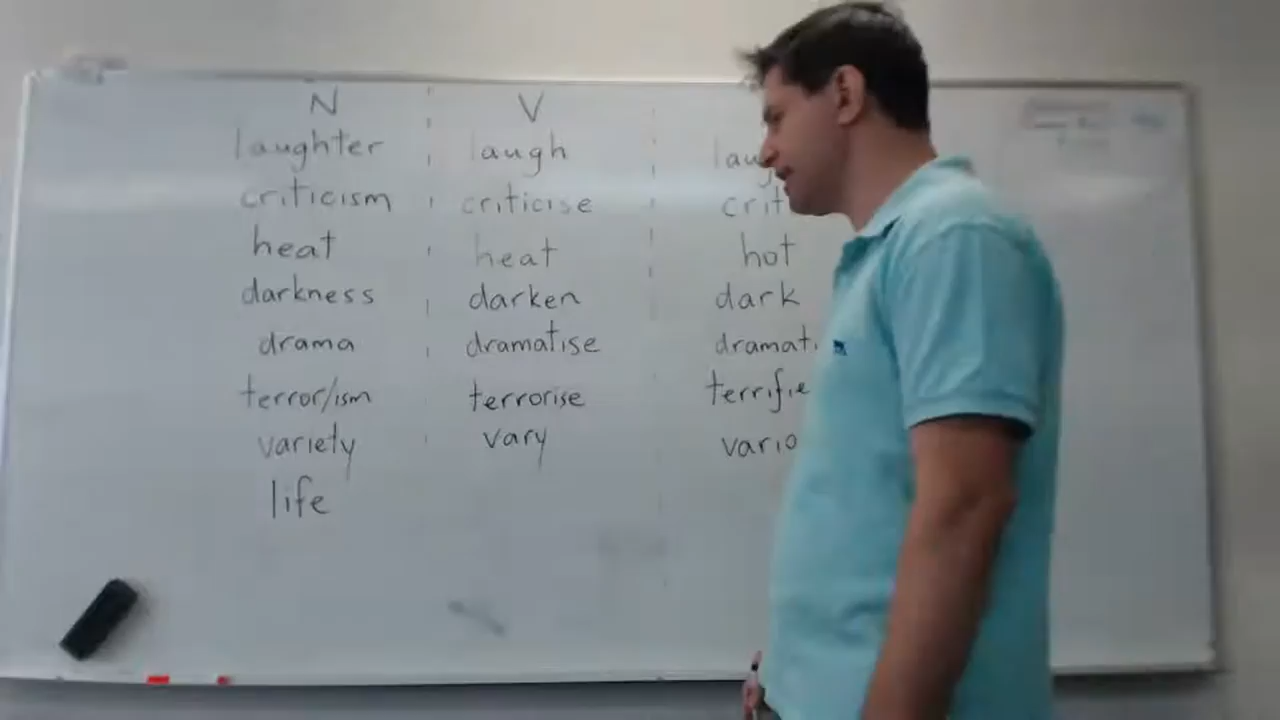 N V
laughter laugh
criticism criticise
heat heat hot
darkness darken dark
drama dramatise
terror/ism terrorise
variety vary
life